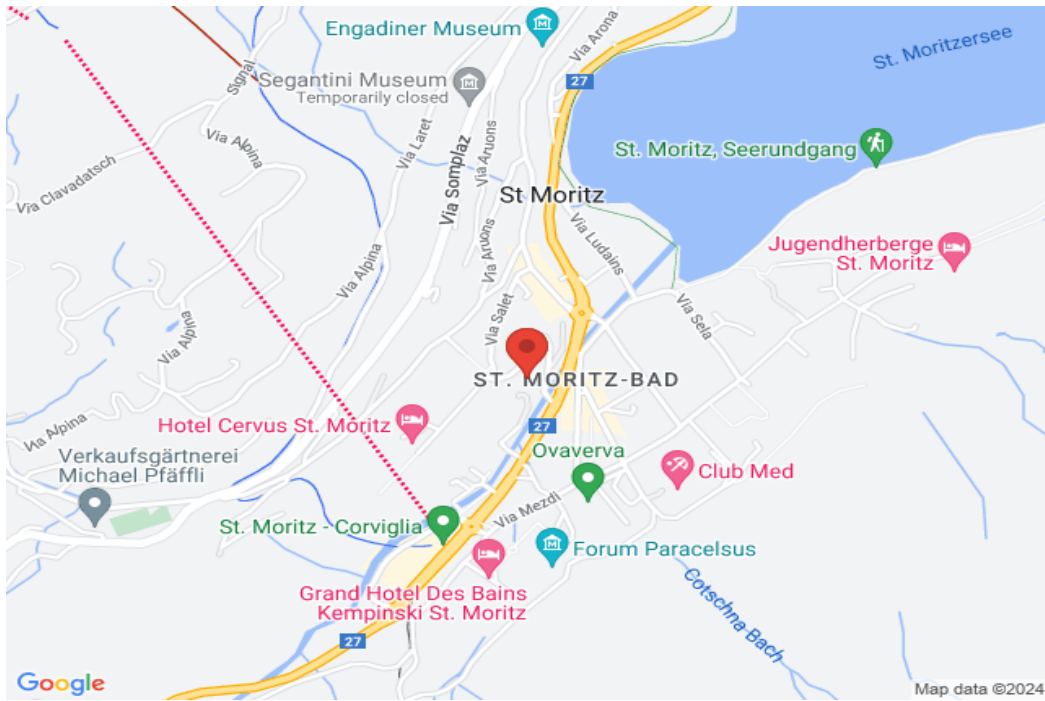 Engadiner Museum
Via Arona
27
St. Moritzersee
Segantini Museum
Temporarily closed
Signal
Via Laret
Via Somplaz
Via Aruons
Via Alpina
St. Moritz, Seerundgang
Via Clavadatsch
St Moritz
Via Ludains
Via Aruons
Via Alpina
Jugendherberge
St. Moritz
Via Salet
Via Sela
Via Alpina
ST. MORITZ-BAD
Via Alpina
Hotel Cervus St. Moritz
27
Verkaufsgärtnerei
Michael Pfäffli
Ovaverva
Club Med
St. Moritz - Corviglia
Via Mezdi
Forum Paracelsus
Grand Hotel Des Bains
Kempinski St. Moritz
Cotschna Bach
27
Google
Map data ©2024